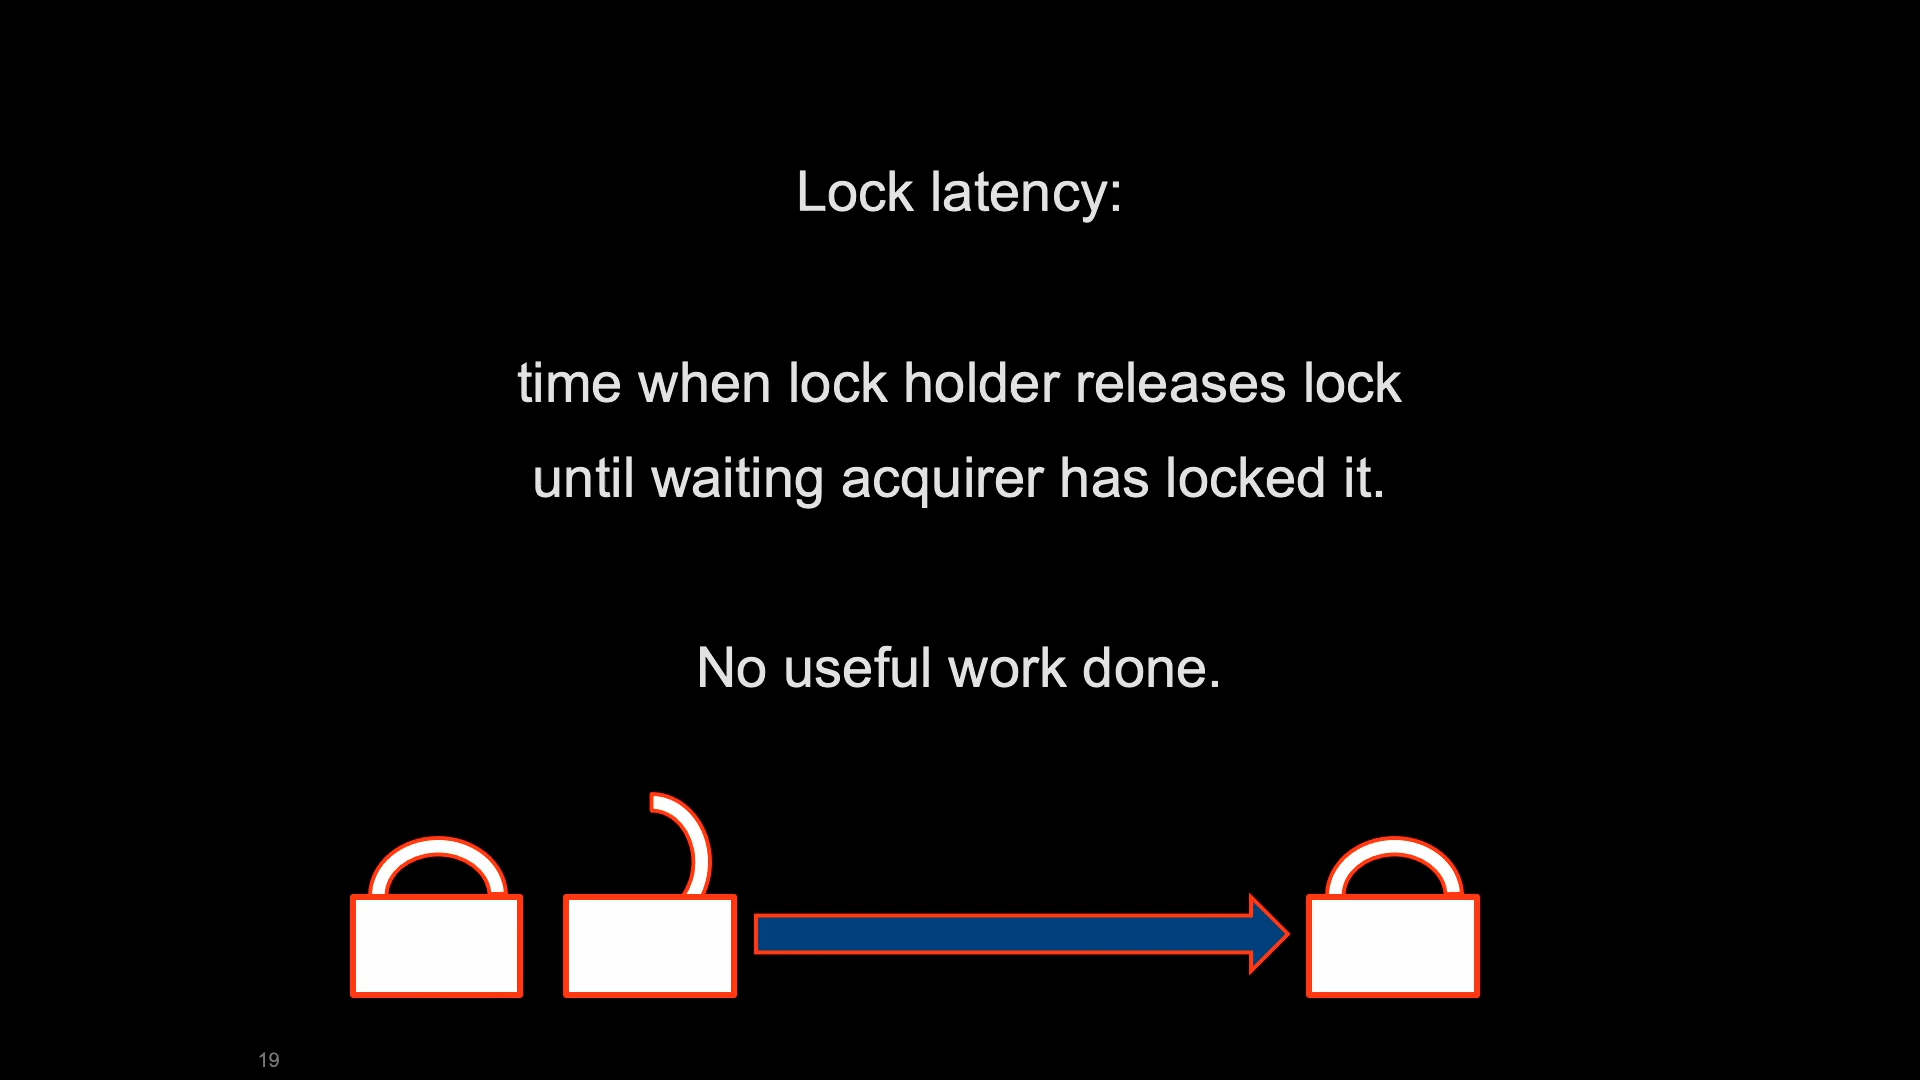 Lock latency:
time when lock holder releases lock
until waiting acquirer has locked it.
No useful work done.
19